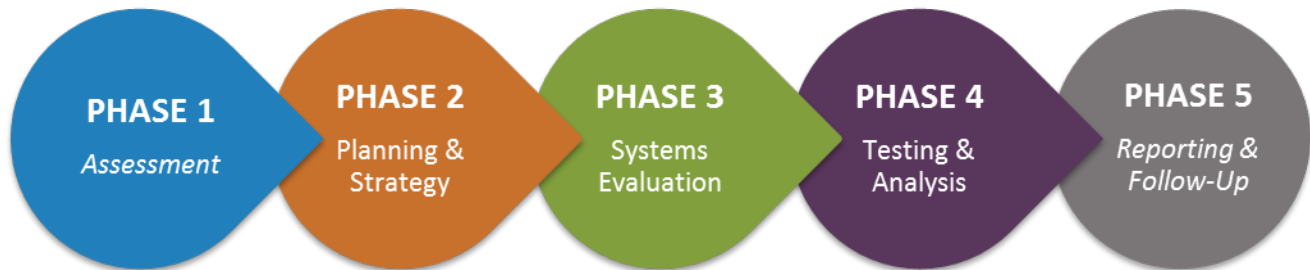 PHASE 1
Assessment
PHASE 2
Planning &
Strategy
PHASE 3
Systems
Evaluation
PHASE 4
Testing &
Analysis
PHASE 5
Reporting &
Follow-Up